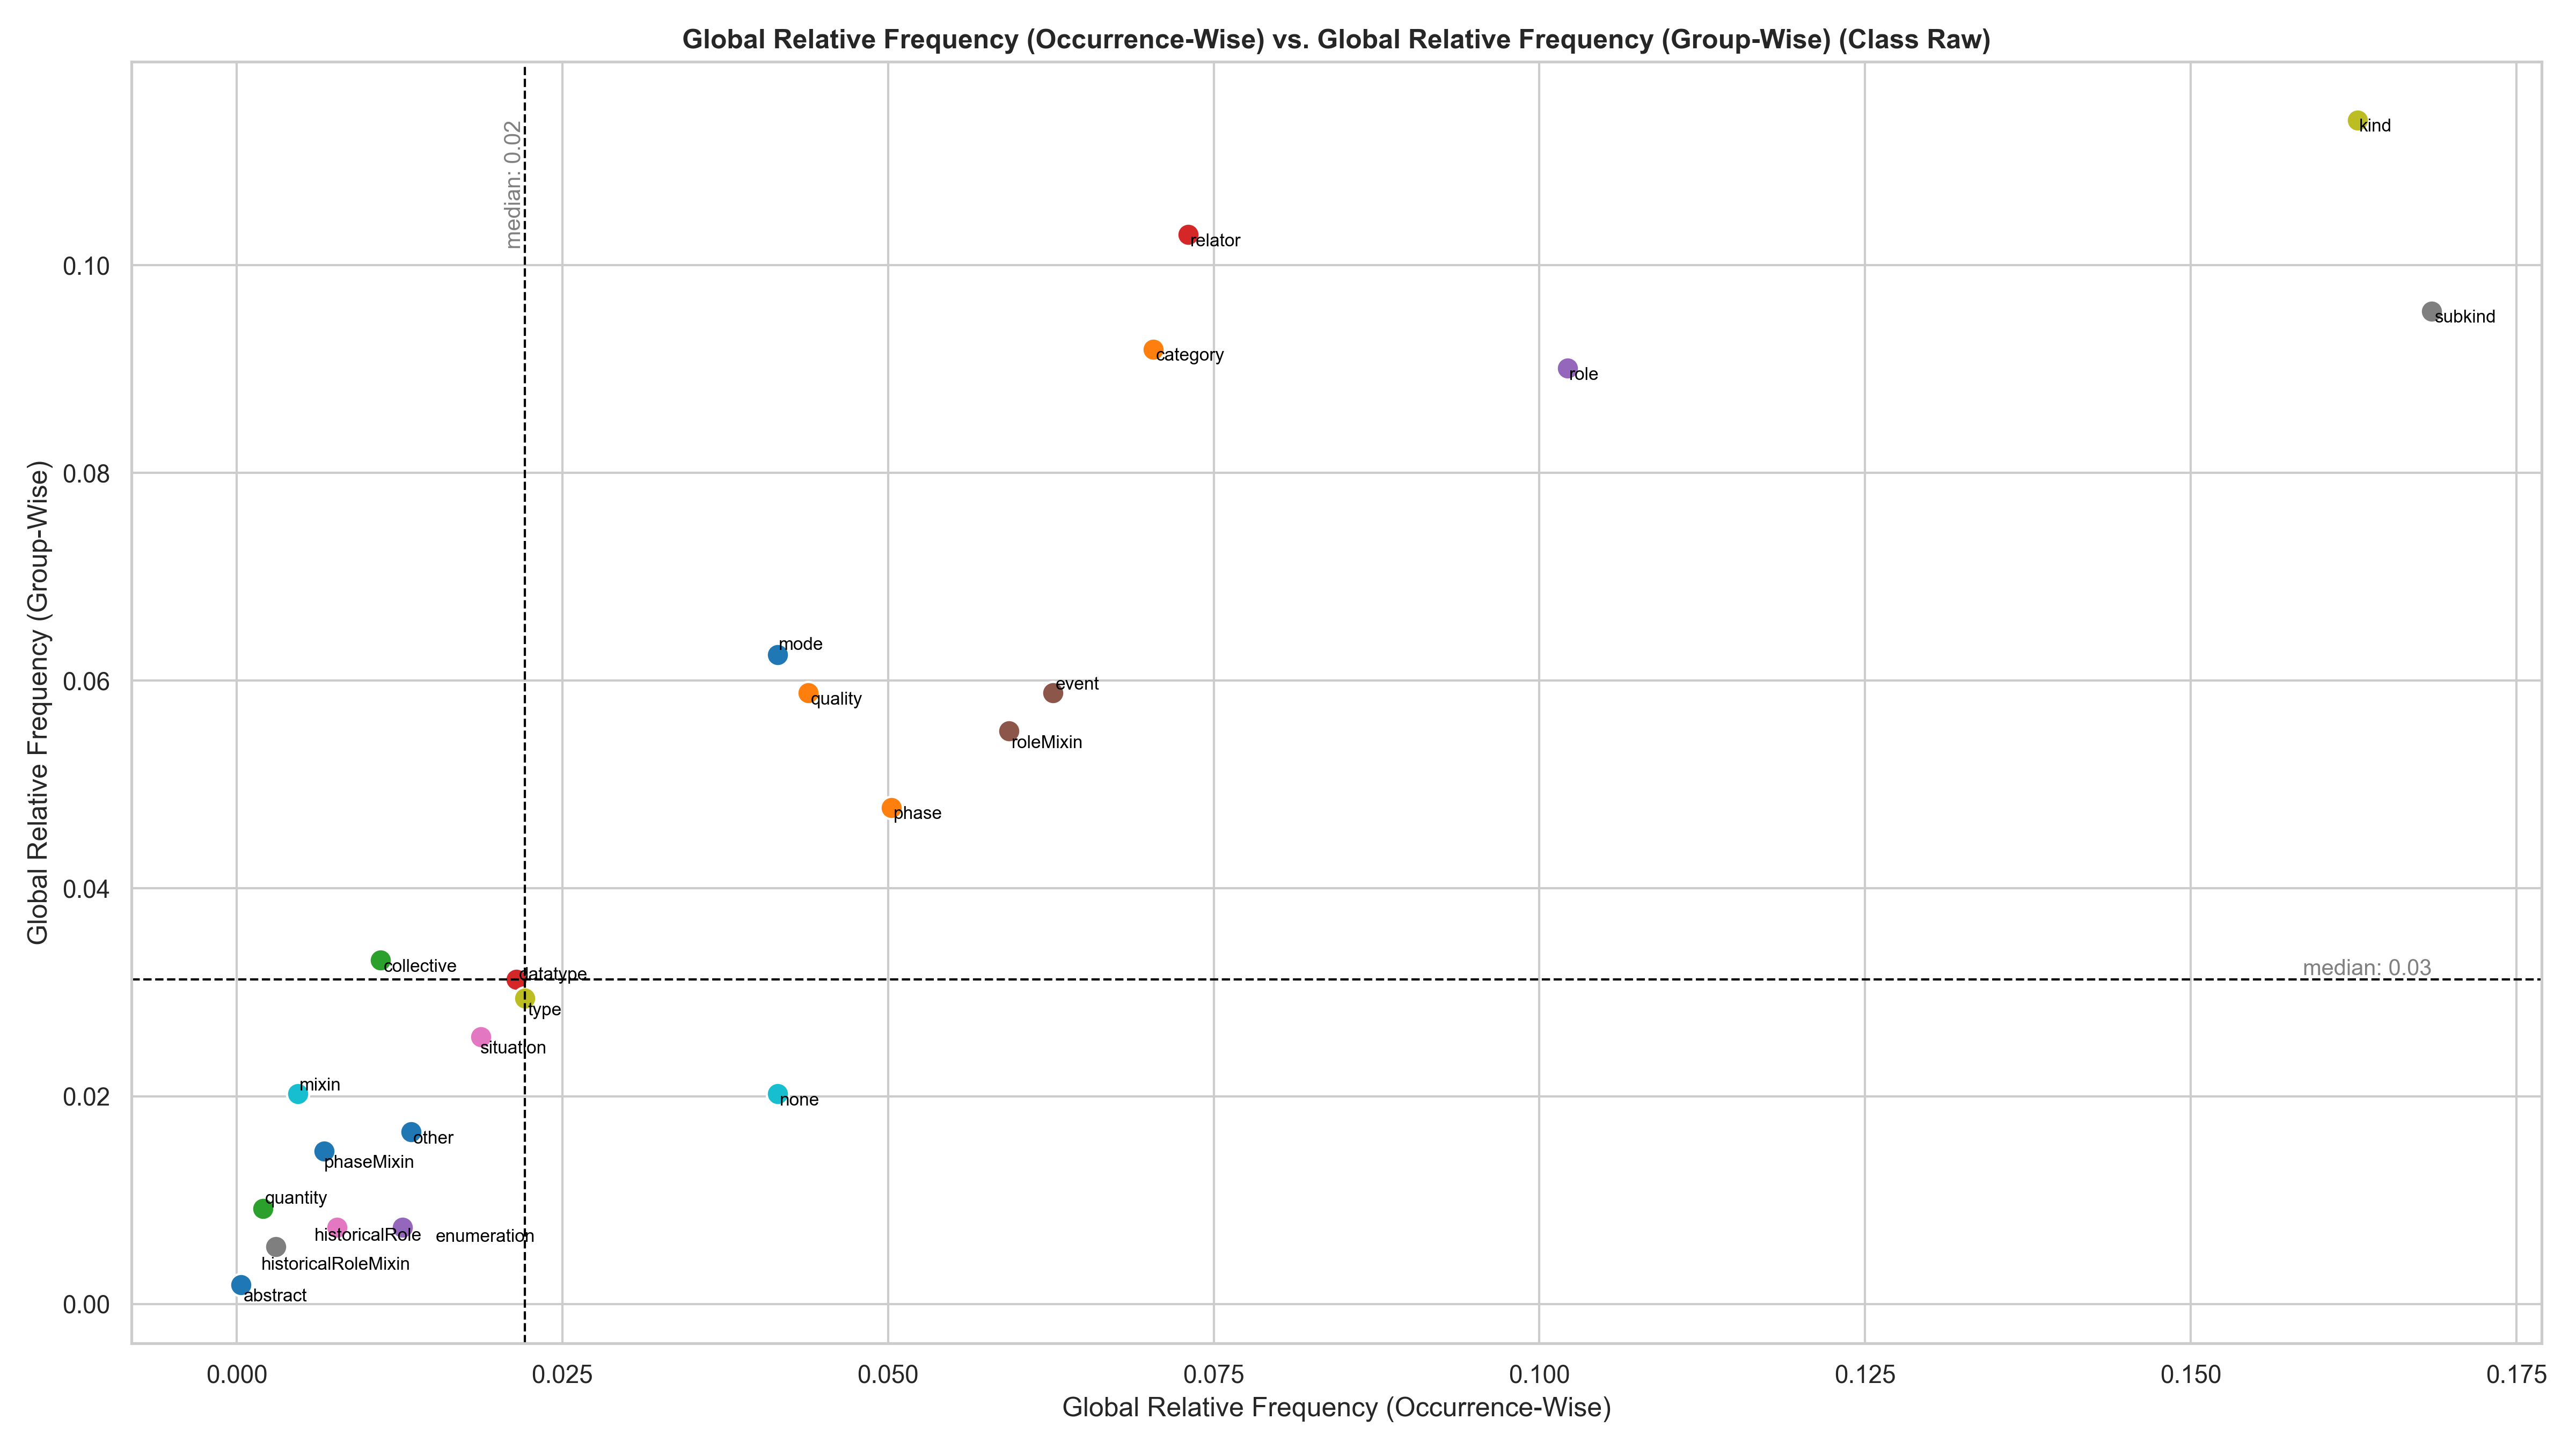 Global Relative Frequency (Occurrence-Wise) vs. Global Relative Frequency (Group-Wise) (Class Raw)
median: 0.02
kind
relator
0.10
subkind
category
role
0.08
Global Relative Frequency (Group-Wise)
mode
0.06
event
quality
roleMixin
phase
0.04
collective
median: 0.03
datatype
type
situation
mixin
0.02
none
other
phaseMixin
quantity
historicalRole
enumeration
historicalRoleMixin
abstract
0.00
0.000 0.025 0.050 0.075 0.100 0.125 0.150 0.175
Global Relative Frequency (Occurrence-Wise)